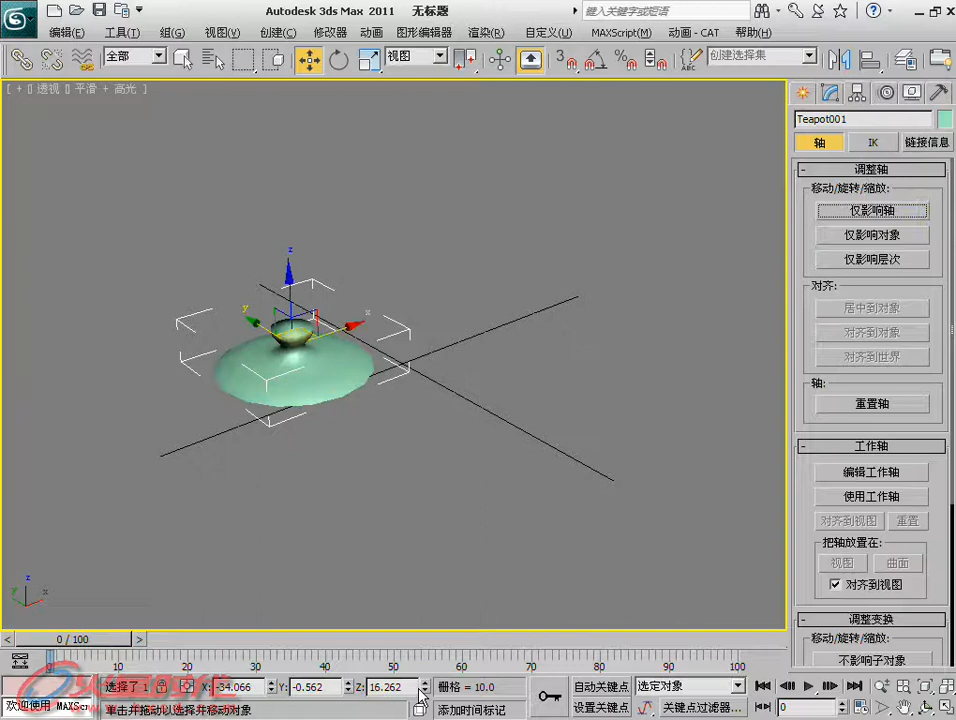 Autodesk 3ds Max 2011 无标题
键入关键字或短语
编辑(E) 工具(T) 组(G) 视图(V) 创建(C) 修改器 动画 图形编辑器 渲染(R) 自定义(U) MAXScript(M) 动画 - CAT 帮助(H)
全部 视图 3 创建选择集
[ + [] 透视 [] 平滑 + 高光 ]
Teapot001
轴 IK 链接信息
- 调整轴
移动/旋转/缩放:
仅影响轴
仅影响对象
仅影响层次
对齐:
居中到对象
对齐到对象
对齐到世界
轴:
重置轴
- 工作轴
编辑工作轴
使用工作轴
对齐到视图 重置
把轴放置在:
视图 曲面
对齐到视图
- 调整变换
移动/旋转/缩放:
不影响子对象
z
y x
z
y x
< 0 / 100 >
0 10 20 30 40 50 60 70 80 90 100
选择了 1 X: -34.066 Y: -0.562 Z: 16.262 栅格 = 10.0 自动关键点 选定对象
欢迎使用 MAXScr 单击并拖动以选择并移动对象 添加时间标记 设置关键点 关键点过滤器... 0